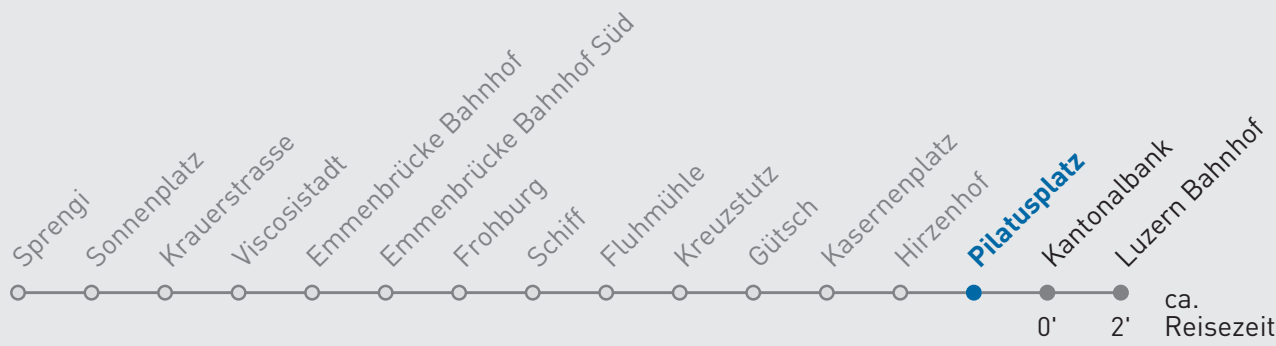 Sprengi
Sonnenplatz
Krauerstrasse
Viscosistadt
Emmenbrücke Bahnhof
Emmenbrücke Bahnhof Süd
Frohburg
Schiff
Fluhmühle
Kreuzstutz
Gütsch
Kasernenplatz
Hirzenhof
Pilatusplatz
Kantonalbank
Luzern Bahnhof
ca.
0' 2' Reisezeit